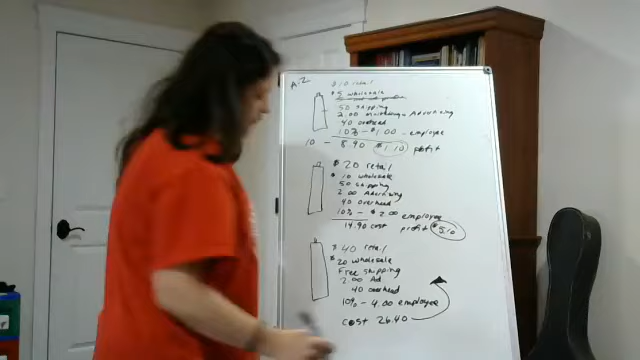 $10 retail
$5 wholesale
50 shipping
2.00 Advertising
40 overhead
10% - $1.00 - employee
10 - 8.90 $1.10 profit
$20 retail
10 wholesale
50 shipping
2.00 Advertising
40 overhead
10% - $2.00 employee
14.90 cost profit $5.10
$40 retail
$20 wholesale
Free shipping
2.00 Ad
40 overhead
10% - 4.00 employee
cost 26.40